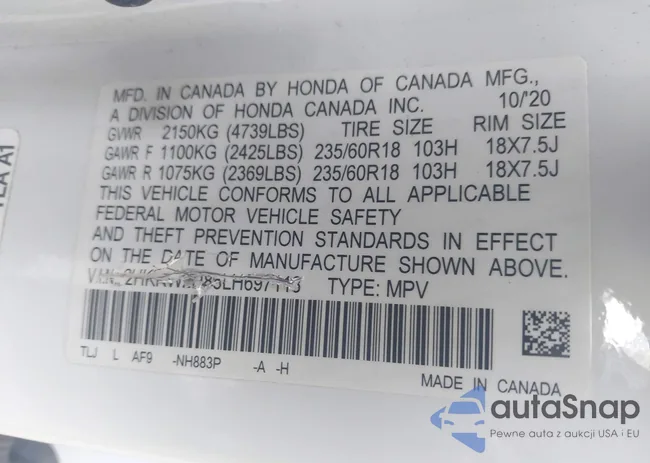 MFD. IN CANADA BY HONDA OF CANADA MFG.,
A DIVISION OF HONDA CANADA INC. 10/'20
GVWR 2150KG (4739LBS) TIRE SIZE RIM SIZE
GAWR F 1100KG (2425LBS) 235/60R18 103H 18X7.5J
GAWR R 1075KG (2369LBS) 235/60R18 103H 18X7.5J
THIS VEHICLE CONFORMS TO ALL APPLICABLE
FEDERAL MOTOR VEHICLE SAFETY
AND THEFT PREVENTION STANDARDS IN EFFECT
ON THE DATE OF MANUFACTURE SHOWN ABOVE.
TYPE: MPV
TLJ L AF9 -NH883P -A -H
MADE IN CANADA
YEA A1
autaSnap
Pewne auta z aukcji USA i EU